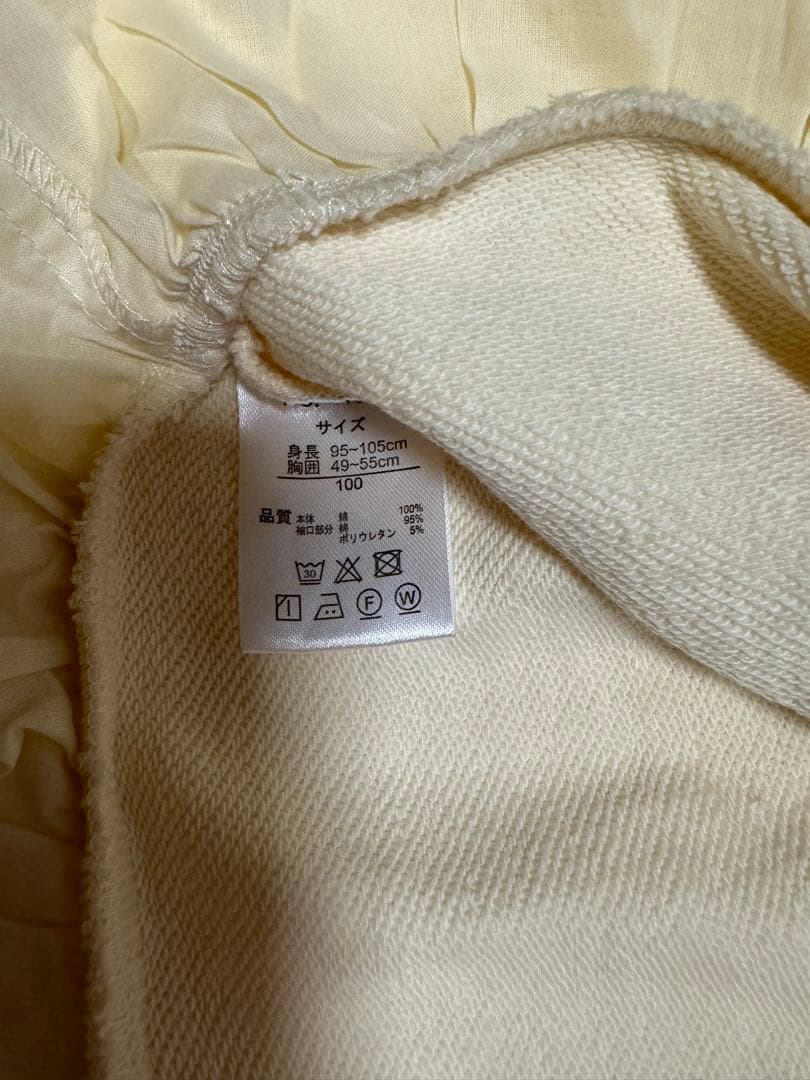 サイズ
身長 95~105cm
胸囲 49~55cm
100
品質 本体 綿 100%
袖口部分 綿 95%
ポリウレタン 5%
30
F W